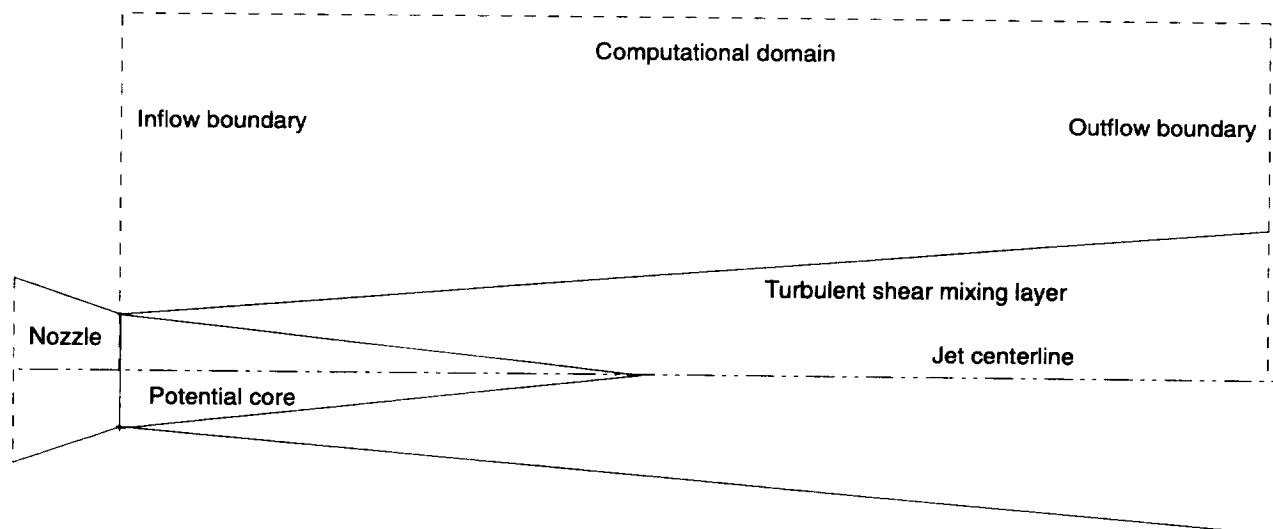 Computational domain
Inflow boundary
Outflow boundary
Turbulent shear mixing layer
Nozzle
Jet centerline
Potential core